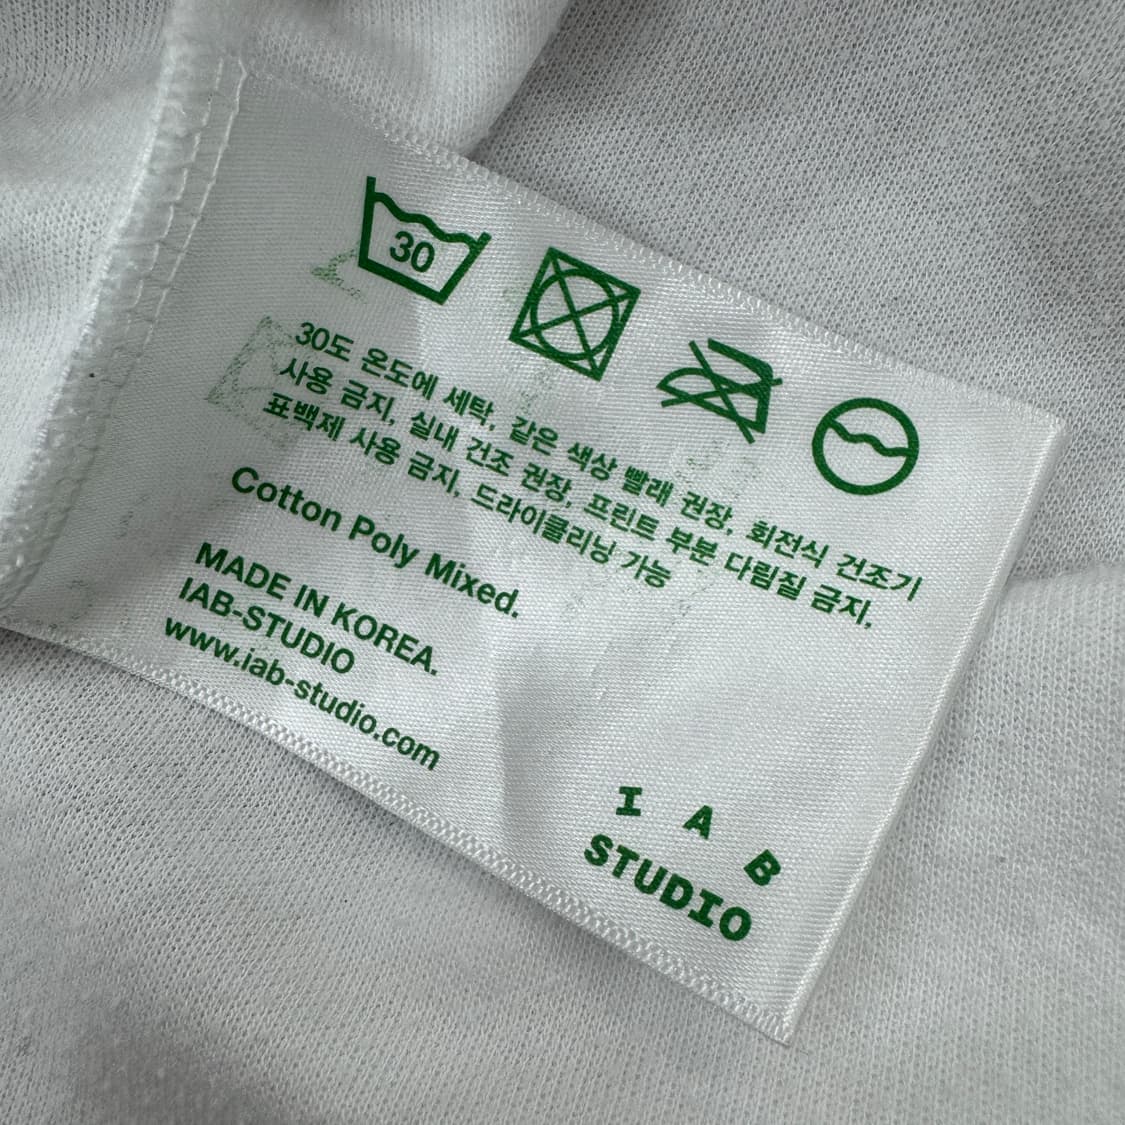 30
30도 온도에 세탁, 같은 색상 빨래 권장, 회전식 건조기
사용 금지, 실내 건조 권장, 프린트 부분 다림질 금지,
표백제 사용 금지, 드라이클리닝 가능
Cotton Poly Mixed.
MADE IN KOREA.
IAB-STUDIO
www.iab-studio.com
I A B
STUDIO